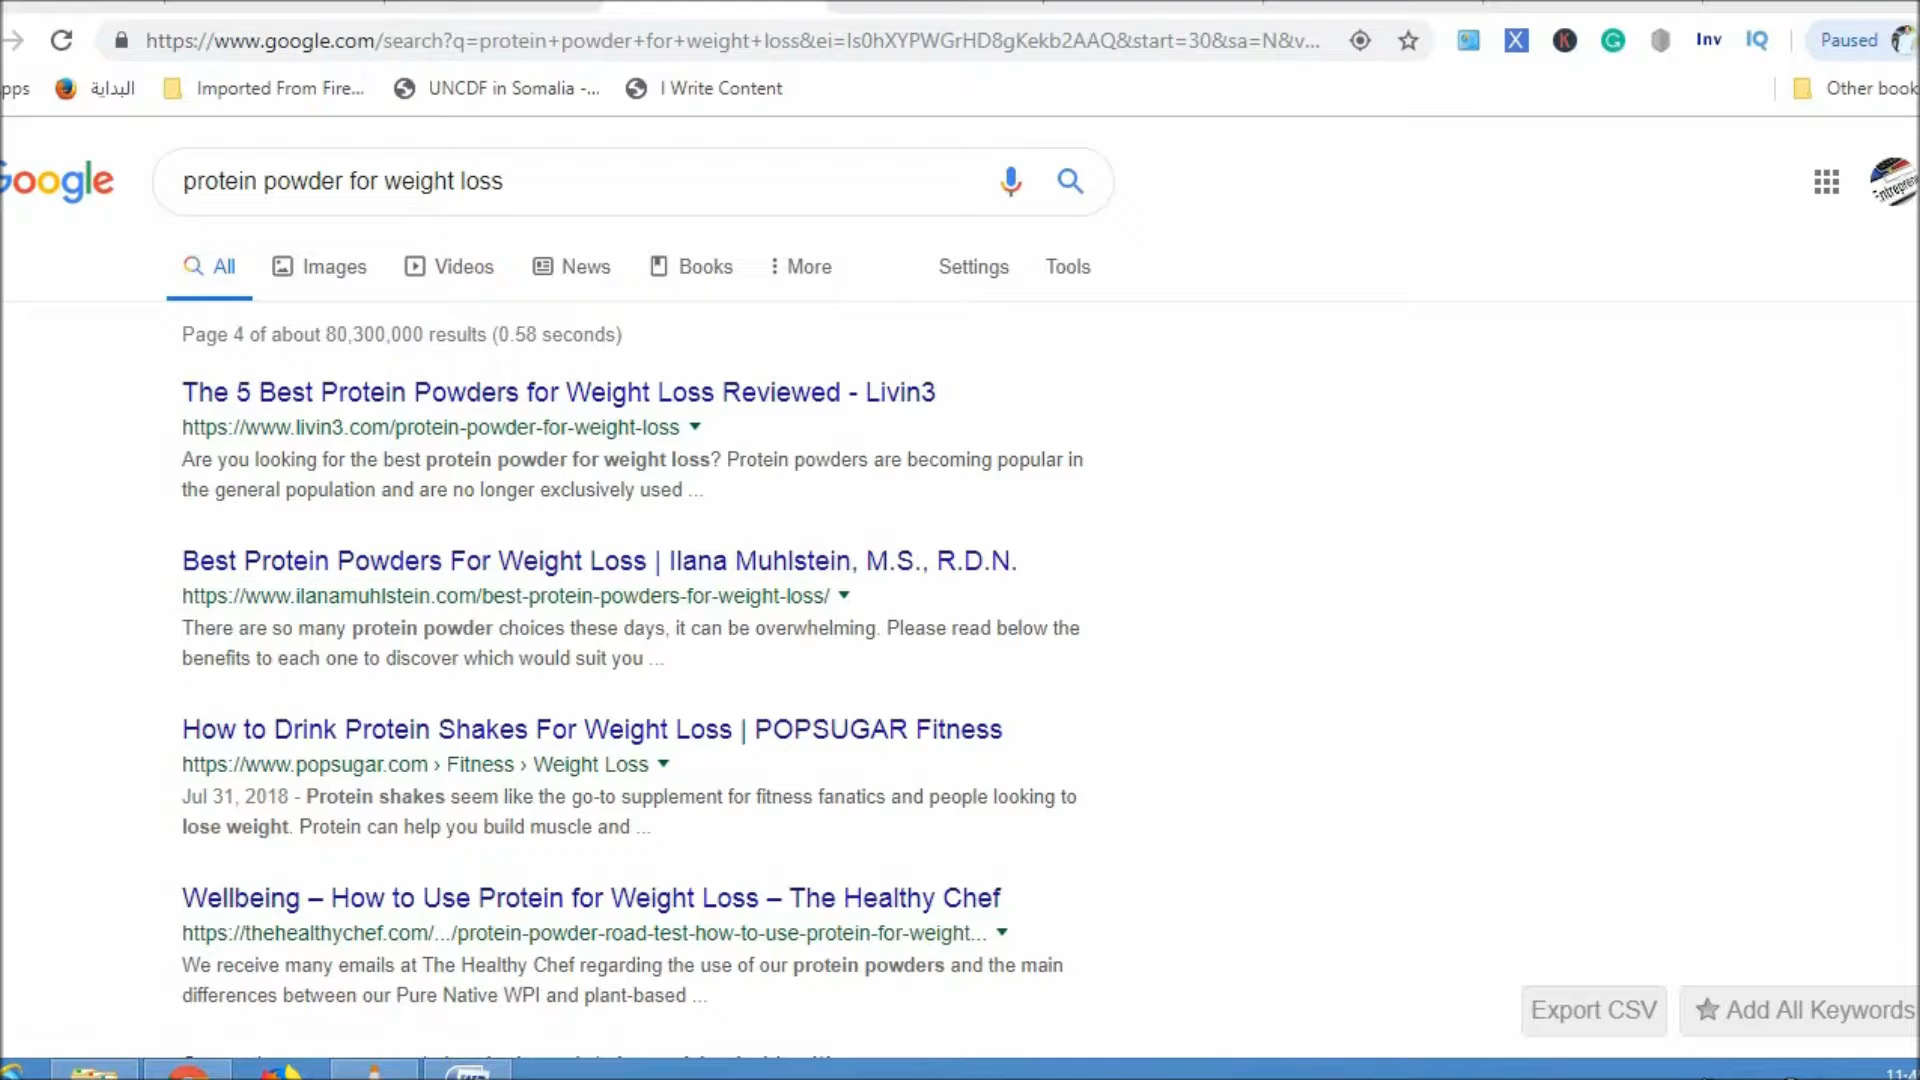 https://www.google.com/search?q=protein+powder+for+weight+loss&ei=Is0hXYPWGrHD8gKekb2AAQ&start=30&sa=N&v...
X
K
G
Inv
IQ
Paused
البداية
Imported From Fire...
UNCDF in Somalia -...
I Write Content
Other book
Google
protein powder for weight loss
All
Images
Videos
News
Books
More
Settings
Tools
Page 4 of about 80,300,000 results (0.58 seconds)
The 5 Best Protein Powders for Weight Loss Reviewed - Livin3
https://www.livin3.com/protein-powder-for-weight-loss
Are you looking for the best protein powder for weight loss? Protein powders are becoming popular in
the general population and are no longer exclusively used ...
Best Protein Powders For Weight Loss | Ilana Muhlstein, M.S., R.D.N.
https://www.ilanamuhlstein.com/best-protein-powders-for-weight-loss/
There are so many protein powder choices these days, it can be overwhelming. Please read below the
benefits to each one to discover which would suit you ...
How to Drink Protein Shakes For Weight Loss | POPSUGAR Fitness
https://www.popsugar.com › Fitness › Weight Loss
Jul 31, 2018 - Protein shakes seem like the go-to supplement for fitness fanatics and people looking to
lose weight. Protein can help you build muscle and ...
Wellbeing – How to Use Protein for Weight Loss – The Healthy Chef
https://thehealthychef.com/.../protein-powder-road-test-how-to-use-protein-for-weight...
We receive many emails at The Healthy Chef regarding the use of our protein powders and the main
differences between our Pure Native WPI and plant-based ...
Export CSV
Add All Keywords